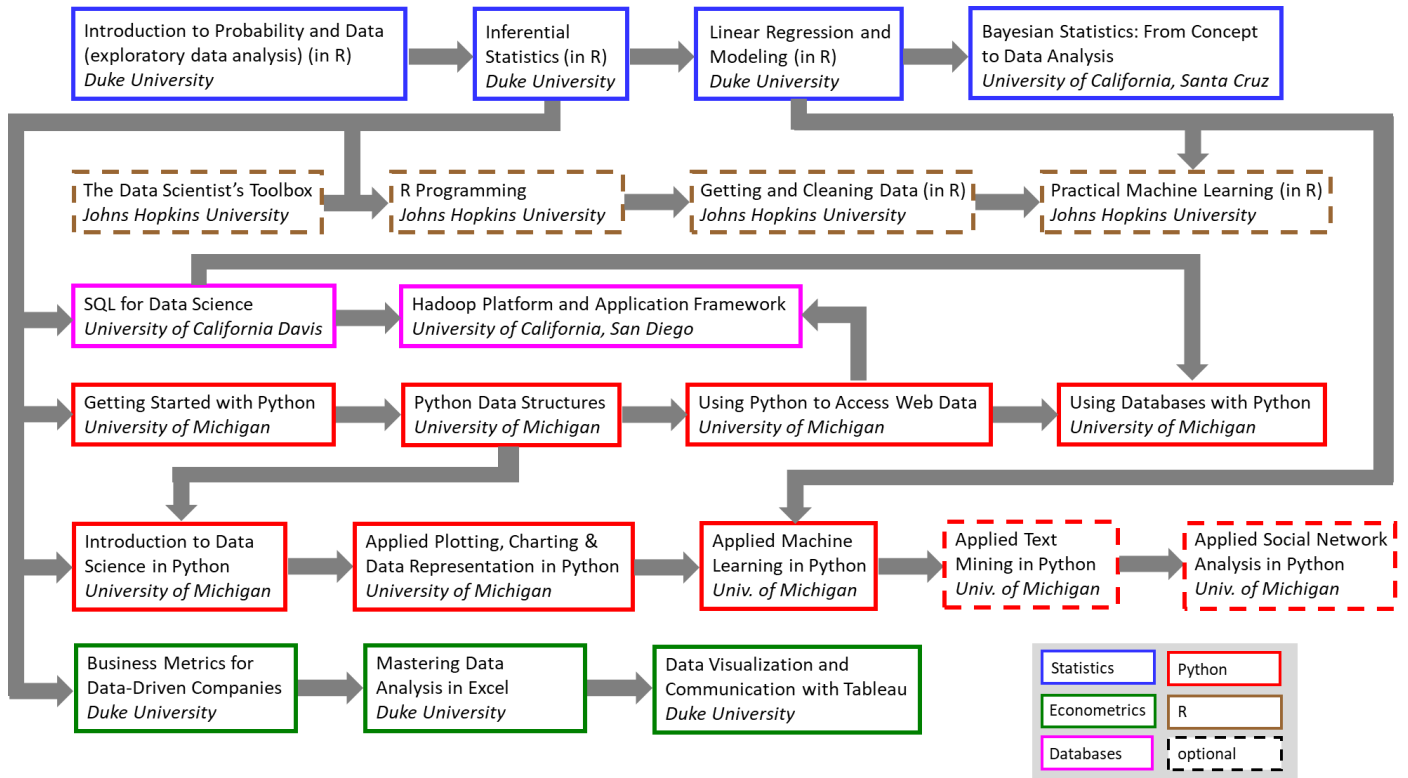 Introduction to Probability and Data
(exploratory data analysis) (in R)
Duke University
Inferential
Statistics (in R)
Duke University
Linear Regression and
Modeling (in R)
Duke University
Bayesian Statistics: From Concept
to Data Analysis
University of California, Santa Cruz
The Data Scientist’s Toolbox
Johns Hopkins University
R Programming
Johns Hopkins University
Getting and Cleaning Data (in R)
Johns Hopkins University
Practical Machine Learning (in R)
Johns Hopkins University
SQL for Data Science
University of California Davis
Hadoop Platform and Application Framework
University of California, San Diego
Getting Started with Python
University of Michigan
Python Data Structures
University of Michigan
Using Python to Access Web Data
University of Michigan
Using Databases with Python
University of Michigan
Introduction to Data
Science in Python
University of Michigan
Applied Plotting, Charting &
Data Representation in Python
University of Michigan
Applied Machine
Learning in Python
Univ. of Michigan
Applied Text
Mining in Python
Univ. of Michigan
Applied Social Network
Analysis in Python
Univ. of Michigan
Business Metrics for
Data-Driven Companies
Duke University
Mastering Data
Analysis in Excel
Duke University
Data Visualization and
Communication with Tableau
Duke University
Statistics
Python
Econometrics
R
Databases
optional